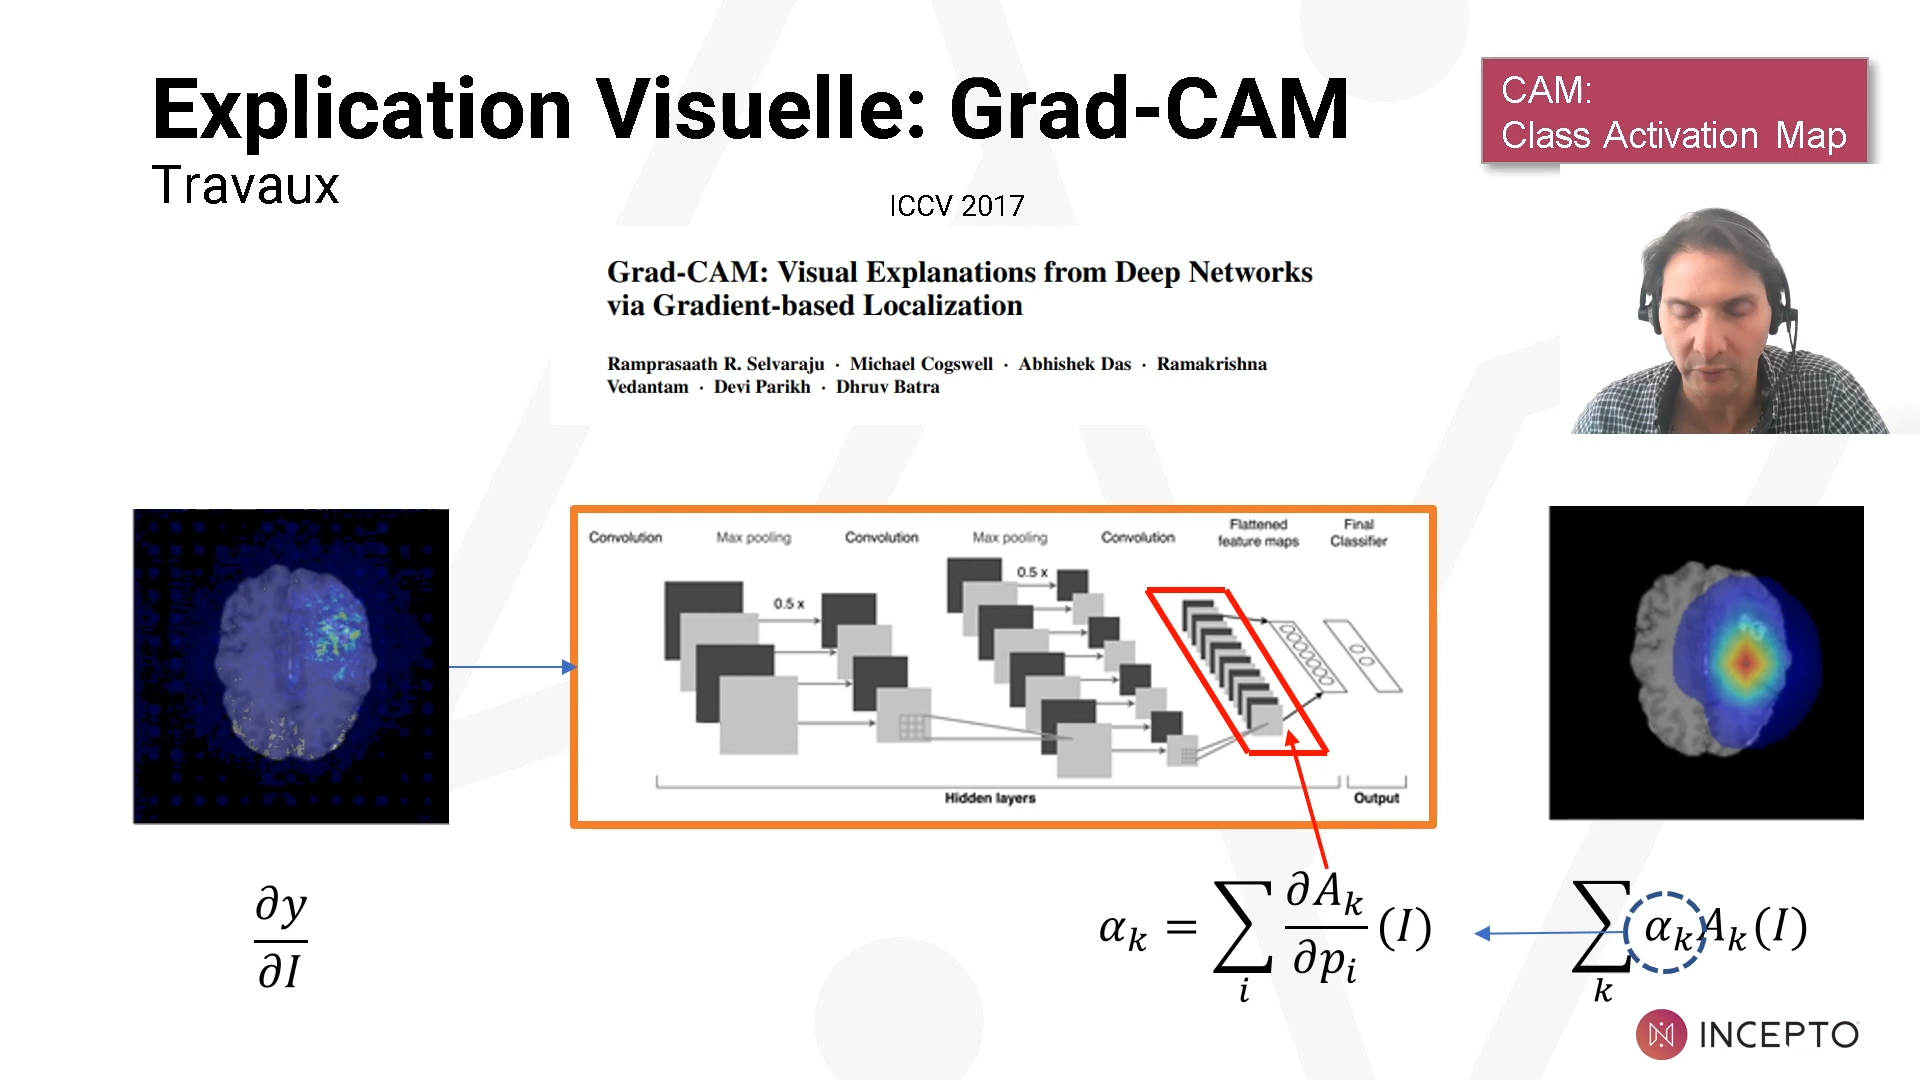 Explication Visuelle: Grad-CAM
Travaux
CAM:
Class Activation Map
ICCV 2017
Grad-CAM: Visual Explanations from Deep Networks
via Gradient-based Localization
Ramprasaath R. Selvaraju · Michael Cogswell · Abhishek Das · Ramakrishna
Vedantam · Devi Parikh · Dhruv Batra
Convolution Max pooling Convolution Max pooling Convolution Flattened feature maps Final Classifier
0.5 x
0.5 x
Hidden layers Output
∂y
∂I
α_k = ∑_i ∂A_k/∂p_i (I)
∑_k α_k A_k(I)
INCEPTO